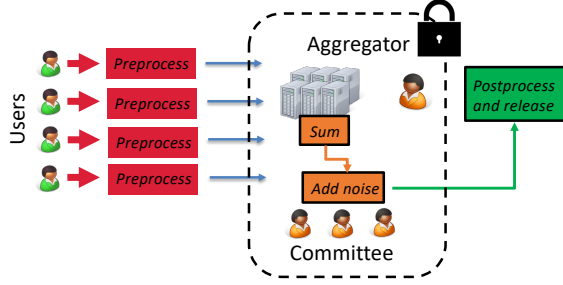 Users
Preprocess
Preprocess
Preprocess
Preprocess
Aggregator
Sum
Add noise
Committee
Postprocess
and release